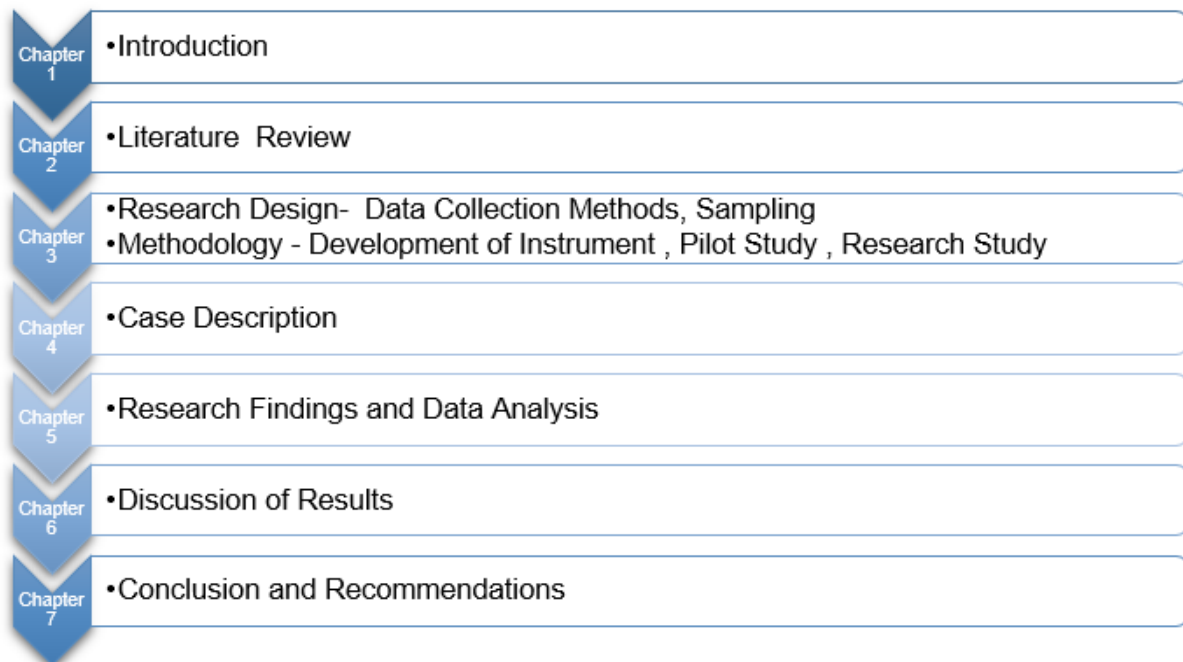 Chapter
1
•Introduction
Chapter
2
•Literature  Review
Chapter
3
•Research Design-  Data Collection Methods, Sampling
•Methodology - Development of Instrument , Pilot Study , Research Study
Chapter
4
•Case Description
Chapter
5
•Research Findings and Data Analysis
Chapter
6
•Discussion of Results
Chapter
7
•Conclusion and Recommendations